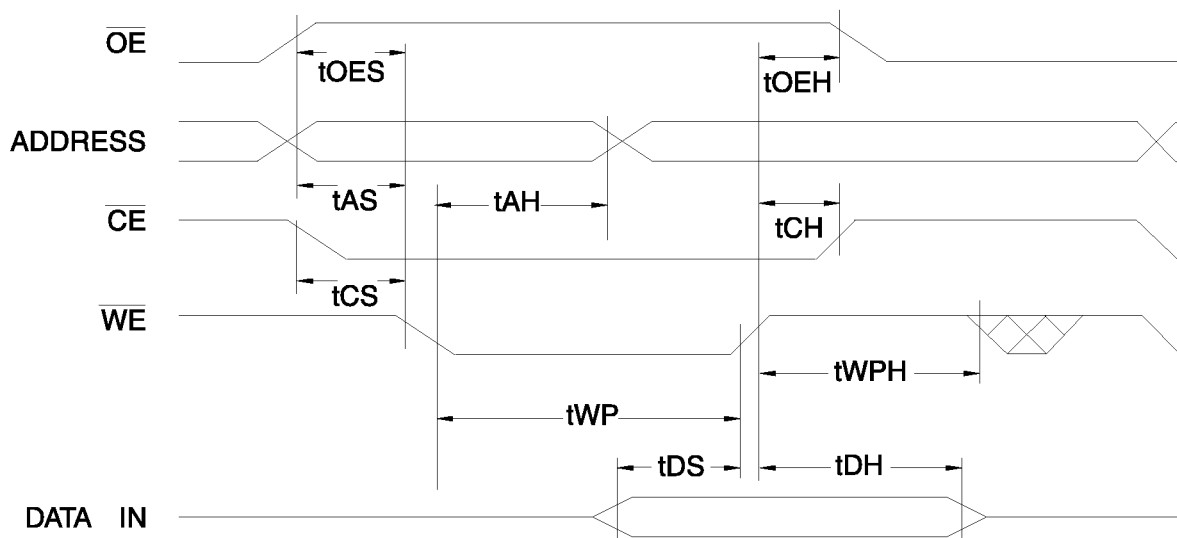 OE
tOES
tOEH
ADDRESS
tAS
tAH
CE
tCH
tCS
WE
tWPH
tWP
tDS
tDH
DATA IN